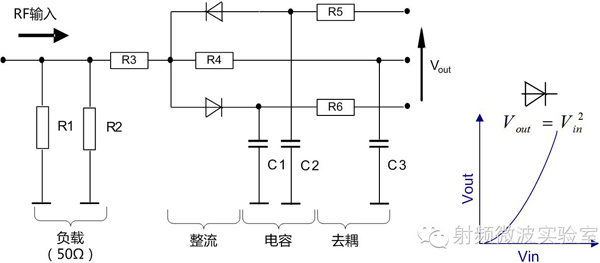 RF输入
R1
R2
R3
R4
R5
R6
C1
C2
C3
Vout
负载
(50Ω)
整流
电容
去耦
Vout = Vin²
Vout
Vin
射频微波实验室